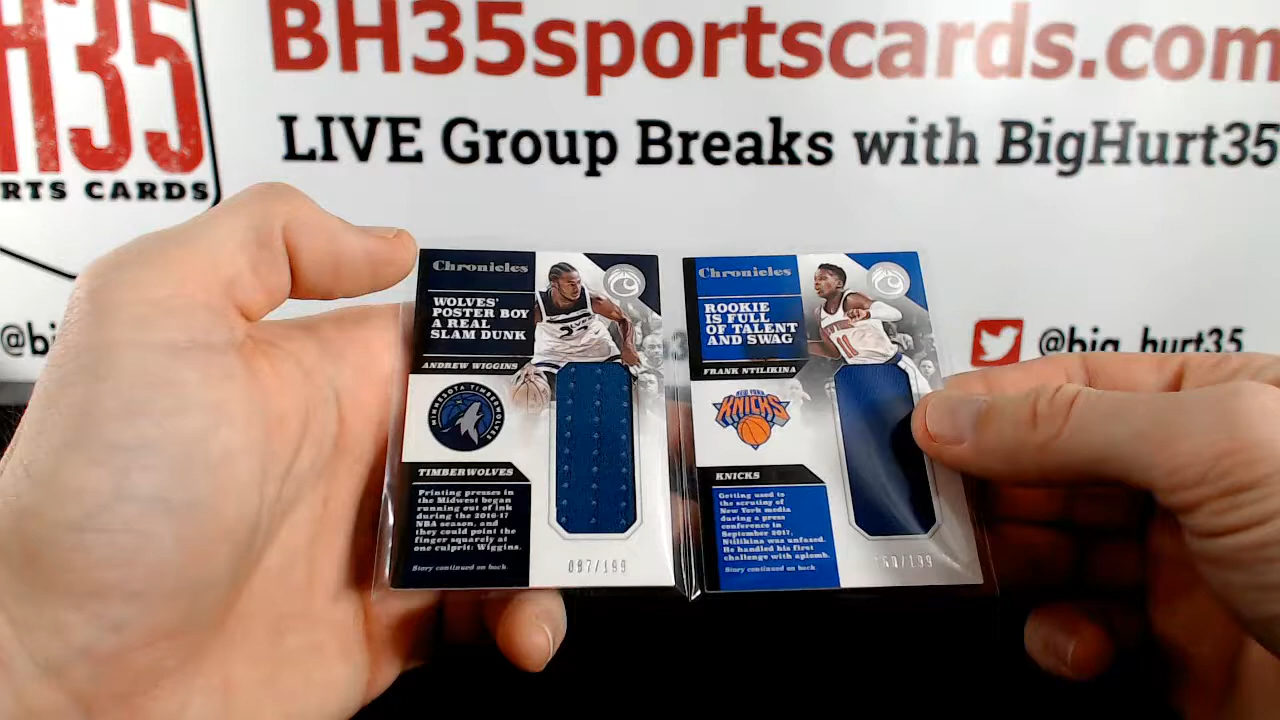 BH35sportscards.com
LIVE Group Breaks with BigHurt35
H35
RTS CARDS
@bi
@big_hurt35
Chronicles
WOLVES'
POSTER BOY
A REAL
SLAM DUNK
ANDREW WIGGINS
MINNESOTA TIMBERWOLVES
TIMBERWOLVES
Printing presses in
the Midwest began
running out of ink
during the 2016-17
NBA season, and
they could point the
finger squarely at
one culprit: Wiggins.
Story continued on back
087/199
Chronicles
ROOKIE
IS FULL
OF TALENT
AND SWAG
FRANK NTILIKINA
11
NEW YORK
KNICKS
KNICKS
Getting used to
the scrutiny of
New York media
during a press
conference in
September 2017,
Ntilikina was unfazed.
He handled his first
challenge with aplomb.
Story continued on back
/199